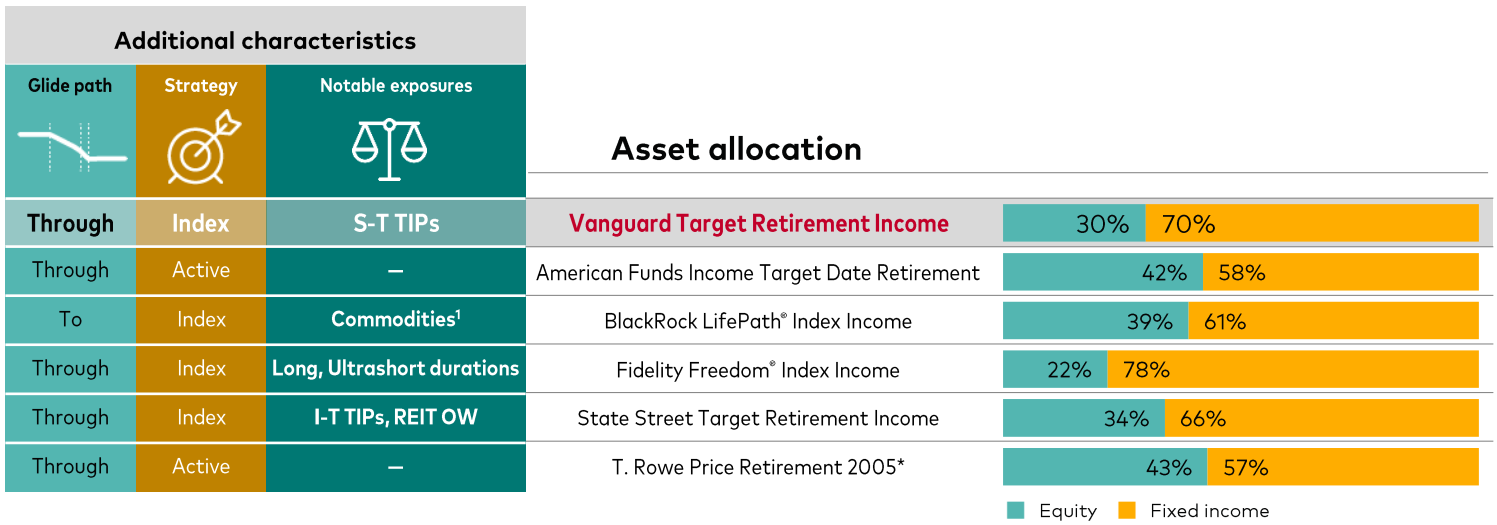 Additional characteristics
Glide path Strategy Notable exposures
Asset allocation
Through Index S-T TIPs Vanguard Target Retirement Income 30% 70%
Through Active — American Funds Income Target Date Retirement 42% 58%
To Index Commodities¹ BlackRock LifePath® Index Income 39% 61%
Through Index Long, Ultrashort durations Fidelity Freedom® Index Income 22% 78%
Through Index I-T TIPs, REIT OW State Street Target Retirement Income 34% 66%
Through Active — T. Rowe Price Retirement 2005* 43% 57%
Equity Fixed income